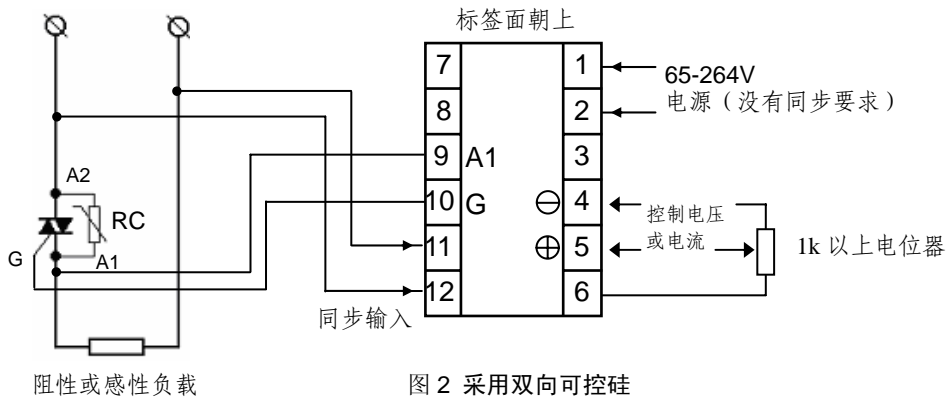 标签面朝上
7
1
65-264V
8
2
电源（没有同步要求）
9
A1
3
A2
10
G
⊖
4
控制电压
RC
或电流
1k 以上电位器
11
⊕
5
G
A1
12
6
同步输入
阻性或感性负载
图 2 采用双向可控硅